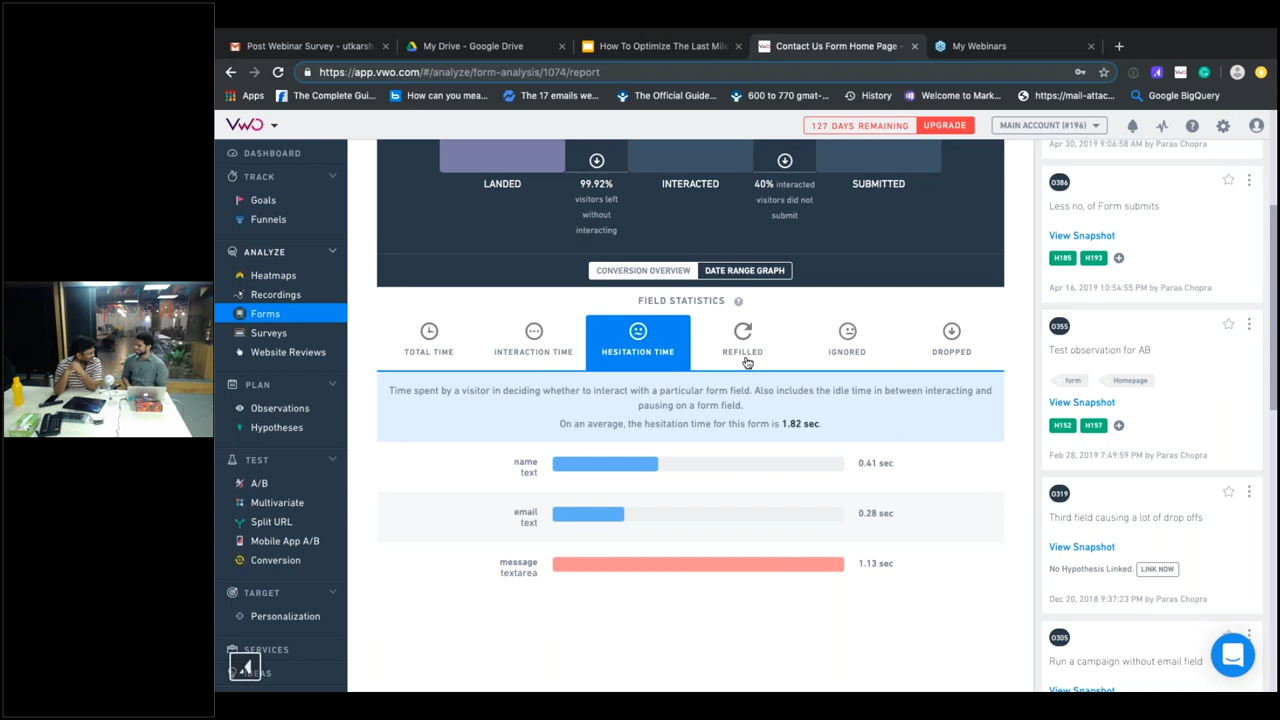 Post Webinar Survey - utkarsh
My Drive - Google Drive
How To Optimize The Last Mile
Contact Us Form Home Page -
My Webinars
https://app.vwo.com/#/analyze/form-analysis/1074/report
Apps
The Complete Gui...
How can you mea...
The 17 emails we...
The Official Guide...
600 to 770 gmat-...
History
Welcome to Mark...
https://mail-attac...
Google BigQuery
VWO
127 DAYS REMAINING
UPGRADE
MAIN ACCOUNT (#196)
DASHBOARD
TRACK
Goals
Funnels
ANALYZE
Heatmaps
Recordings
Forms
Surveys
Website Reviews
PLAN
Observations
Hypotheses
TEST
A/B
Multivariate
Split URL
Mobile App A/B
Conversion
TARGET
Personalization
SERVICES
IDEAS
LANDED
99.92%
visitors left
without
interacting
INTERACTED
40% interacted
visitors did not
submit
SUBMITTED
CONVERSION OVERVIEW
DATE RANGE GRAPH
FIELD STATISTICS
TOTAL TIME
INTERACTION TIME
HESITATION TIME
REFILLED
IGNORED
DROPPED
Time spent by a visitor in deciding whether to interact with a particular form field. Also includes the idle time in between interacting and
pausing on a form field.
On an average, the hesitation time for this form is 1.82 sec.
name
text
0.41 sec
email
text
0.28 sec
message
textarea
1.13 sec
Apr 30, 2019 9:06:58 AM by Paras Chopra
O386
Less no, of Form submits
View Snapshot
H185
H193
Apr 16, 2019 10:54:55 PM by Paras Chopra
O355
Test observation for AB
form
Homepage
View Snapshot
H152
H157
Feb 28, 2019 7:49:59 PM by Paras Chopra
O319
Third field causing a lot of drop offs
View Snapshot
No Hypothesis Linked.
LINK NOW
Dec 20, 2018 9:37:23 PM by Paras Chopra
O305
Run a campaign without email field
View Snapshot